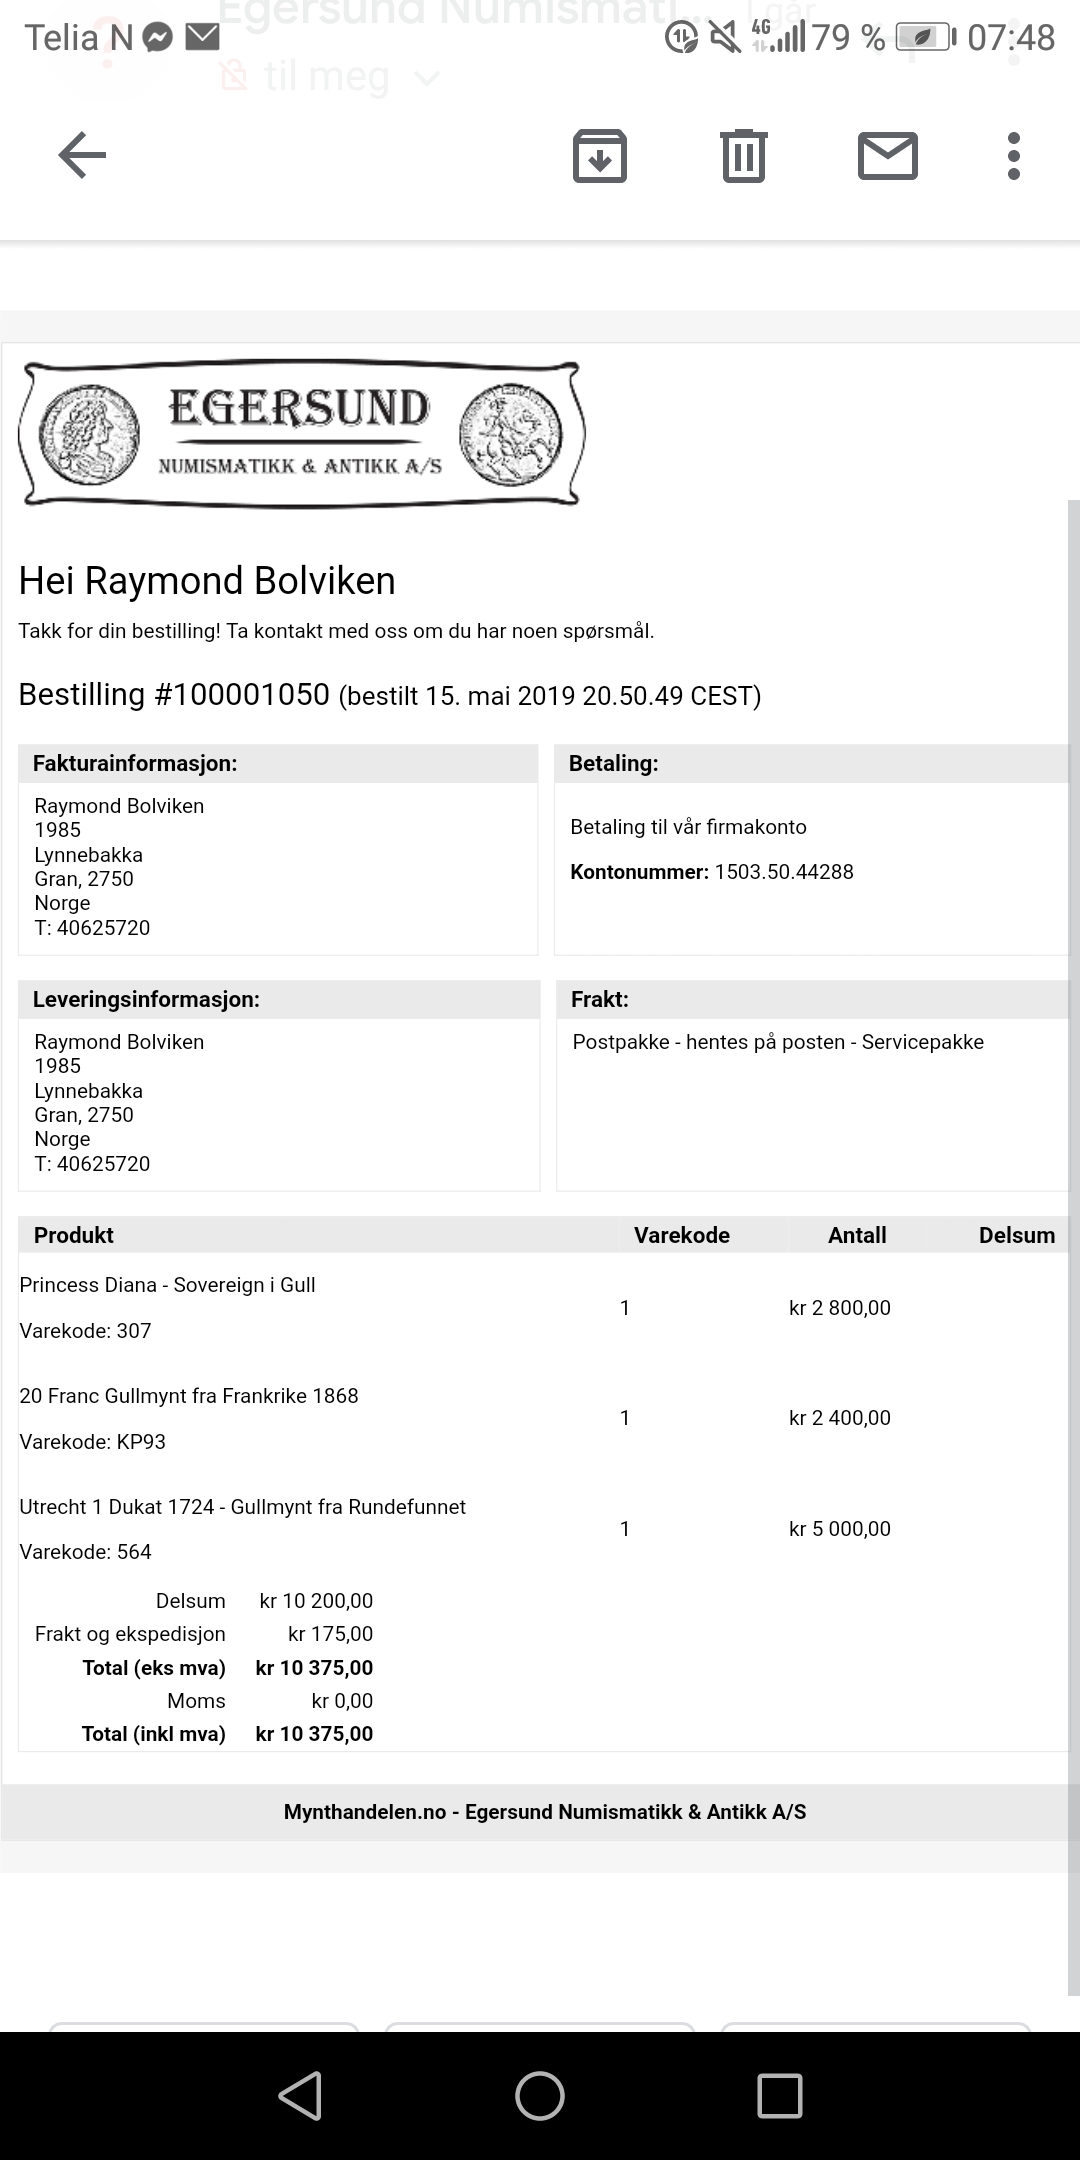 Telia N 4G 79 % 07:48
Egersund Numismati... I går
til meg
EGERSUND
NUMISMATIKK & ANTIKK A/S
Hei Raymond Bolviken
Takk for din bestilling! Ta kontakt med oss om du har noen spørsmål.
Bestilling #100001050 (bestilt 15. mai 2019 20.50.49 CEST)
Fakturainformasjon:
Raymond Bolviken
1985
Lynnebakka
Gran, 2750
Norge
T: 40625720
Betaling:
Betaling til vår firmakonto
Kontonummer: 1503.50.44288
Leveringsinformasjon:
Raymond Bolviken
1985
Lynnebakka
Gran, 2750
Norge
T: 40625720
Frakt:
Postpakke - hentes på posten - Servicepakke
Produkt Varekode Antall Delsum
Princess Diana - Sovereign i Gull
Varekode: 307
1 kr 2 800,00
20 Franc Gullmynt fra Frankrike 1868
Varekode: KP93
1 kr 2 400,00
Utrecht 1 Dukat 1724 - Gullmynt fra Rundefunnet
Varekode: 564
1 kr 5 000,00
Delsum kr 10 200,00
Frakt og ekspedisjon kr 175,00
Total (eks mva) kr 10 375,00
Moms kr 0,00
Total (inkl mva) kr 10 375,00
Mynthandelen.no - Egersund Numismatikk & Antikk A/S